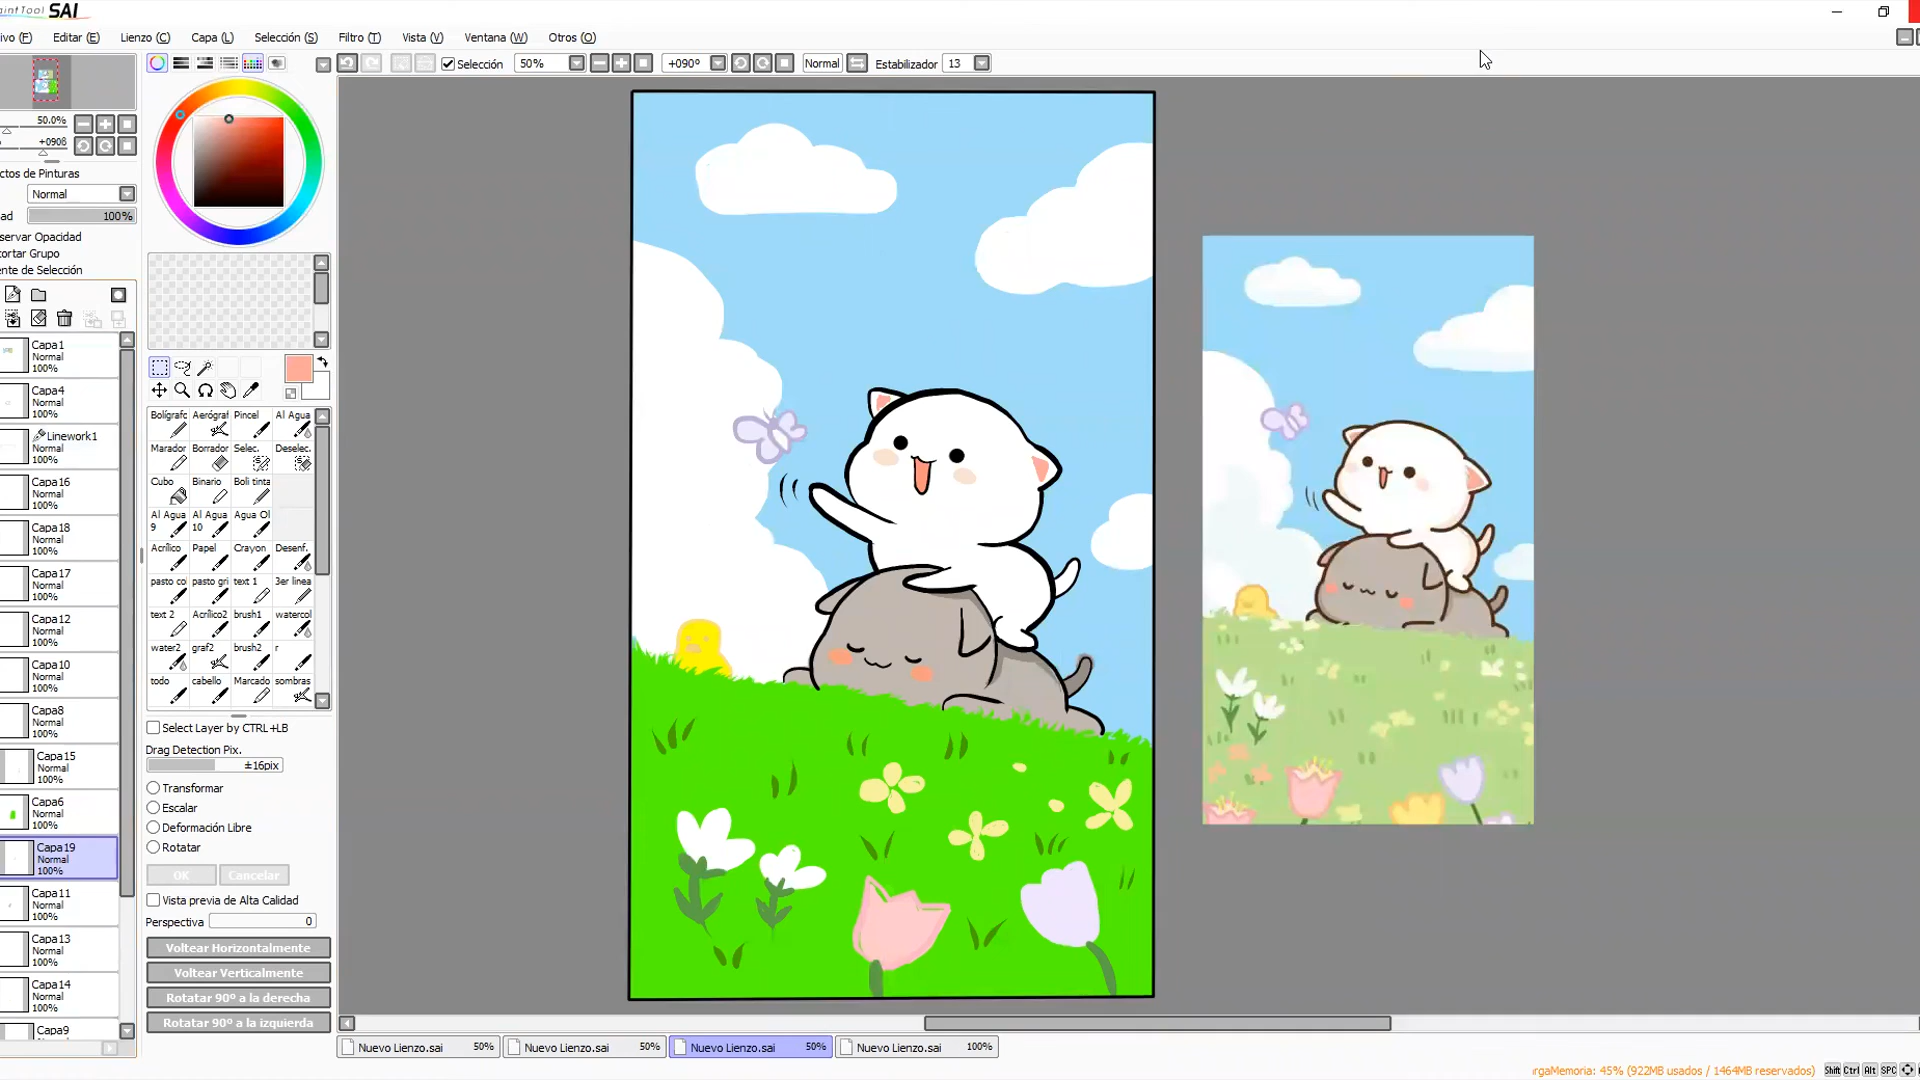 aintTool SAI
ivo (F) Editar (E) Lienzo (C) Capa (L) Selección (S) Filtro (T) Vista (V) Ventana (W) Otros (O)
Selección 50% +090º Normal Estabilizador 13
50.0%
+090º
ctos de Pinturas
Normal
ad 100%
servar Opacidad
ortar Grupo
ente de Selección
Capa1
Normal
100%
Capa4
Normal
100%
Linework1
Normal
100%
Capa16
Normal
100%
Capa18
Normal
100%
Capa17
Normal
100%
Capa12
Normal
100%
Capa10
Normal
100%
Capa8
Normal
100%
Capa15
Normal
100%
Capa6
Normal
100%
Capa19
Normal
100%
Capa11
Normal
100%
Capa13
Normal
100%
Capa14
Normal
100%
Capa9
Bolígrafc Aerógraf Pincel Al Agua
Marador Borrador Selec. Deselec.
Cubo Binario Boli tinta
Al Agua 9 Al Agua 10 Agua Ol
Acrílico Papel Crayon Desenf.
pasto co pasto gri text 1 3er linea
text 2 Acrílico2 brush1 watercol
water2 graf2 brush2 r
todo cabello Marcado sombras
Select Layer by CTRL+LB
Drag Detection Pix.
±16pix
Transformar
Escalar
Deformación Libre
Rotatar
OK Cancelar
Vista previa de Alta Calidad
Perspectiva 0
Voltear Horizontalmente
Voltear Verticalmente
Rotatar 90º a la derecha
Rotatar 90º a la izquierda
Nuevo Lienzo.sai 50% Nuevo Lienzo.sai 50% Nuevo Lienzo.sai 50% Nuevo Lienzo.sai 100%
rgaMemoria: 45% (922MB usados / 1464MB reservados) Shift Ctrl Alt SPC